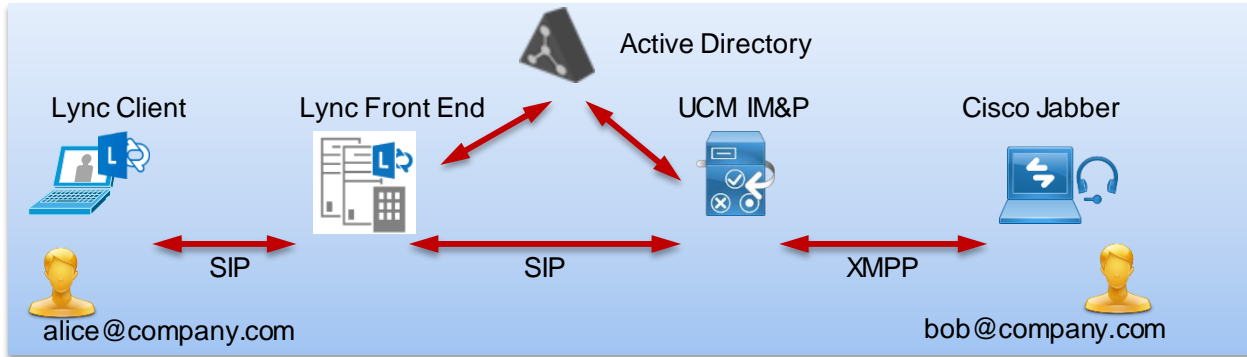 Active Directory
Lync Client
Lync Front End
UCM IM&P
Cisco Jabber
L
L
SIP
SIP
XMPP
alice@company.com
bob@company.com